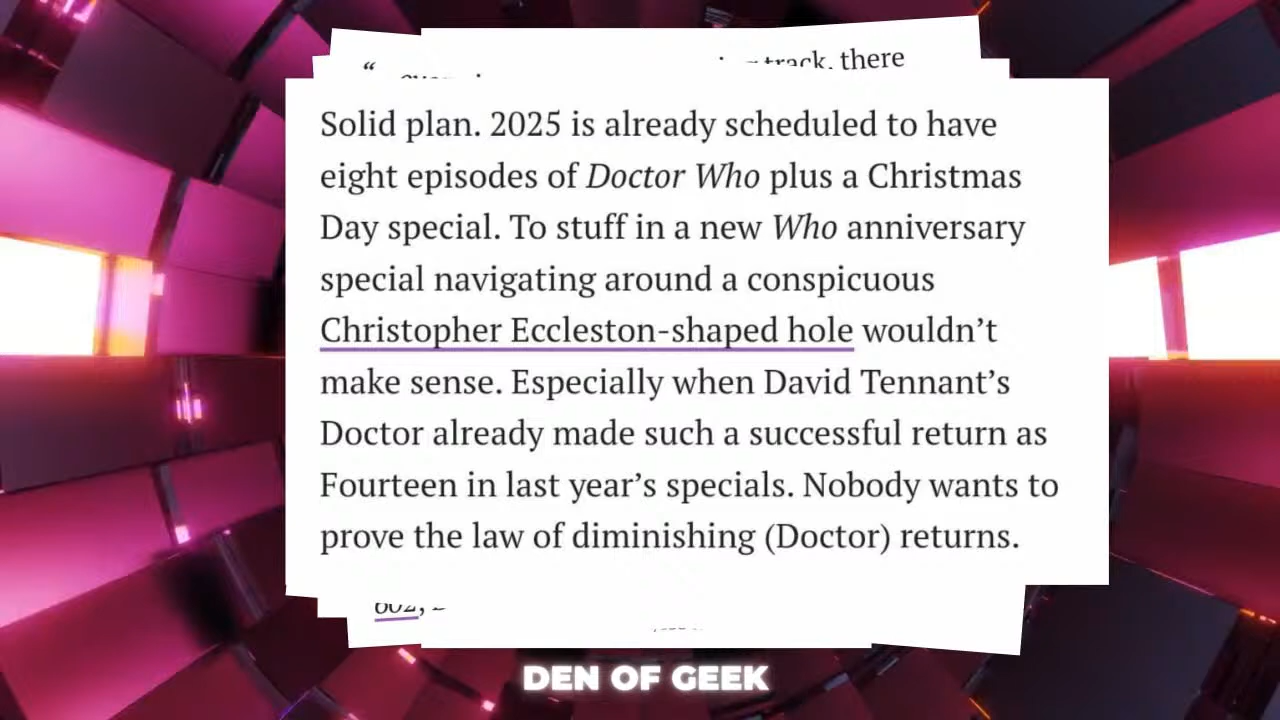 track, there
Solid plan. 2025 is already scheduled to have
eight episodes of Doctor Who plus a Christmas
Day special. To stuff in a new Who anniversary
special navigating around a conspicuous
Christopher Eccleston-shaped hole wouldn’t
make sense. Especially when David Tennant’s
Doctor already made such a successful return as
Fourteen in last year’s specials. Nobody wants to
prove the law of diminishing (Doctor) returns.
DEN OF GEEK